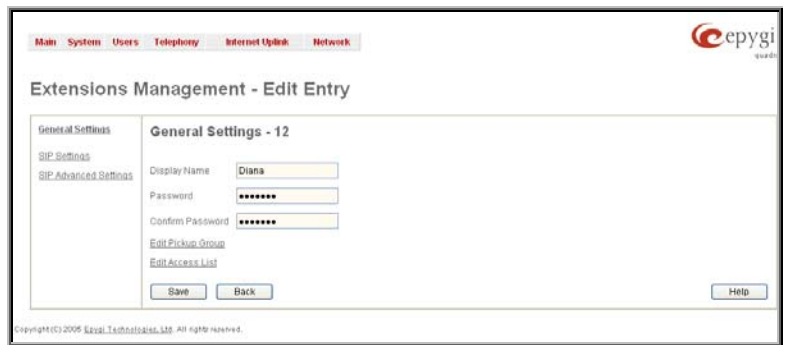 Main System Users Telephony Internet Uplink Network
epygi
quadro
Extensions Management - Edit Entry
General Settings
SIP Settings
SIP Advanced Settings
General Settings - 12
Display Name Diana
Password •••••••
Confirm Password •••••••
Edit Pickup Group
Edit Access List
Save Back Help
Copyright (C) 2005 Epygi Technologies, Ltd. All rights reserved.